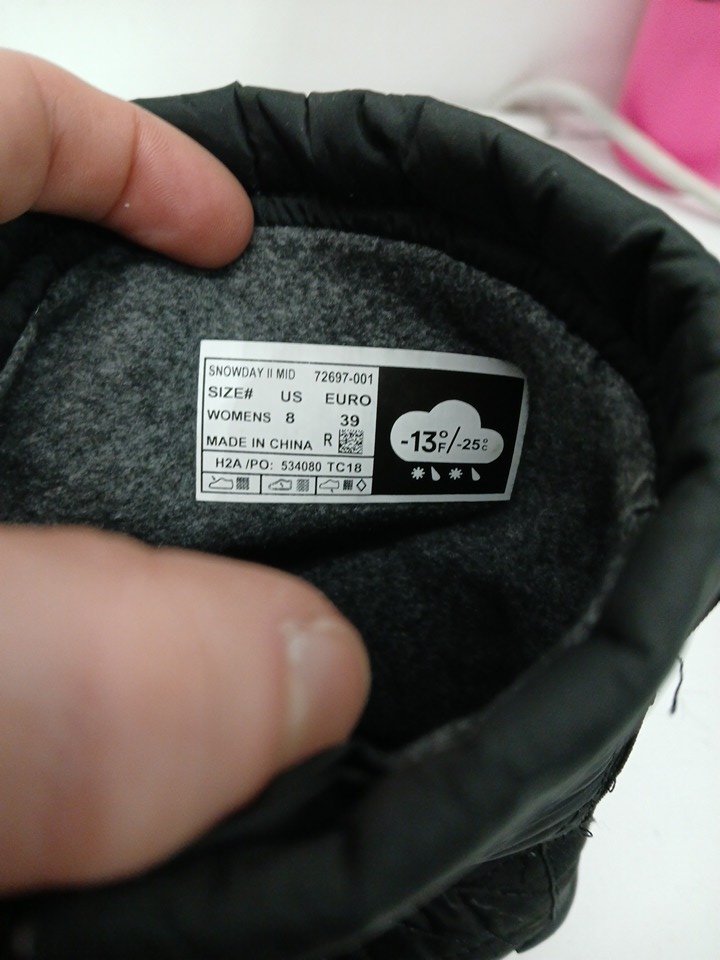 SNOWDAY II MID 72697-001
SIZE# US EURO
WOMENS 8 39
MADE IN CHINA R
H2A /PO: 534080 TC18
-13°F/-25°C